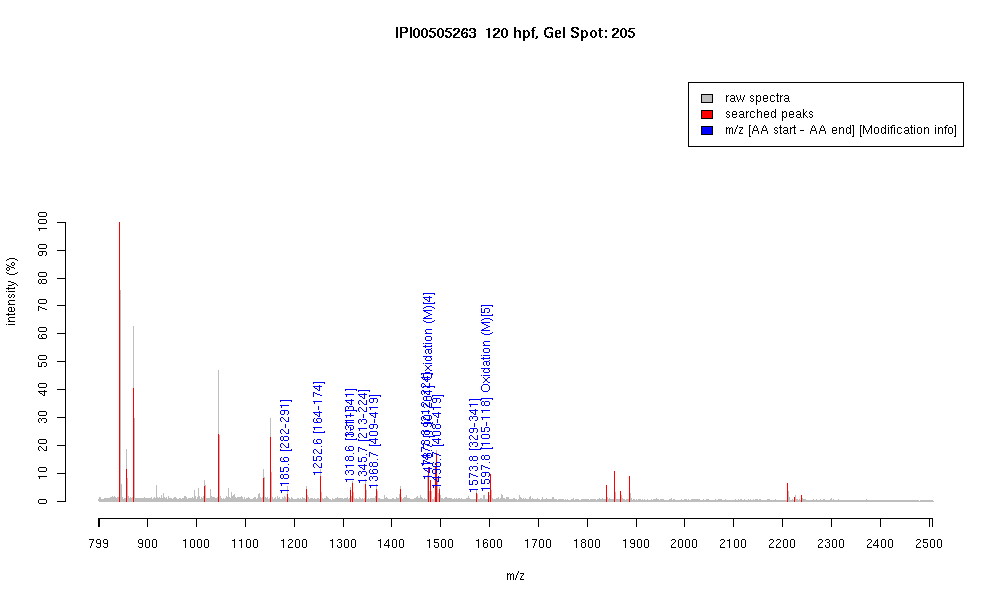 IPI00505263 120 hpf, Gel Spot: 205
raw spectra
searched peaks
m/z [AA start - AA end] [Modification info]
intensity (%)
100
90
80
70
60
50
40
30
20
10
0
1185.6 [282-291]
1252.6 [164-174]
1318.6
1345.7 [213-224]
1368.7 [409-419]
Oxidation (M)[4]
1496.7 [408-419]
1573.8 [329-341]
1597.8 [105-118] Oxidation (M)[5]
799 900 1000 1100 1200 1300 1400 1500 1600 1700 1800 1900 2000 2100 2200 2300 2400 2500
m/z